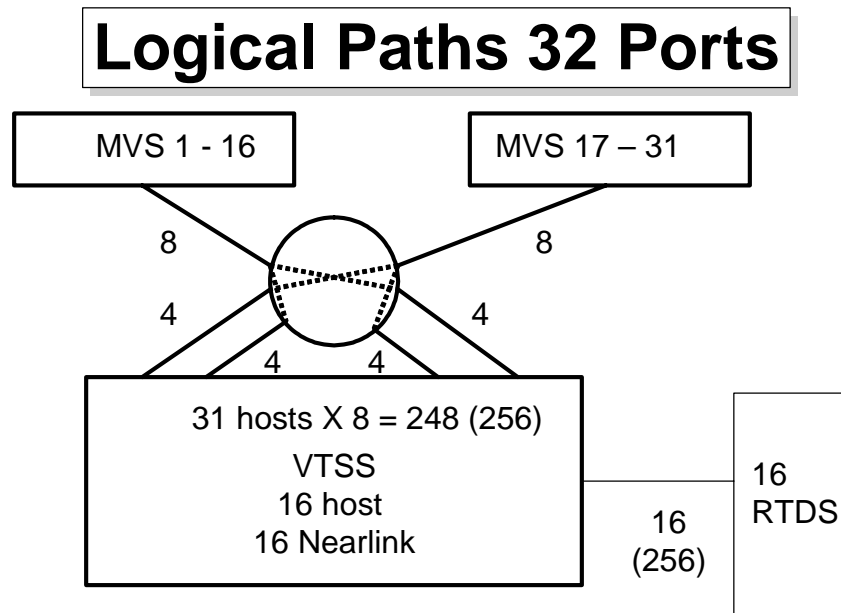 Logical Paths 32 Ports
MVS 1 - 16
MVS 17 – 31
8
8
4
4
4
4
31 hosts X 8 = 248 (256)
VTSS
16 host
16 Nearlink
16
(256)
16
RTDS